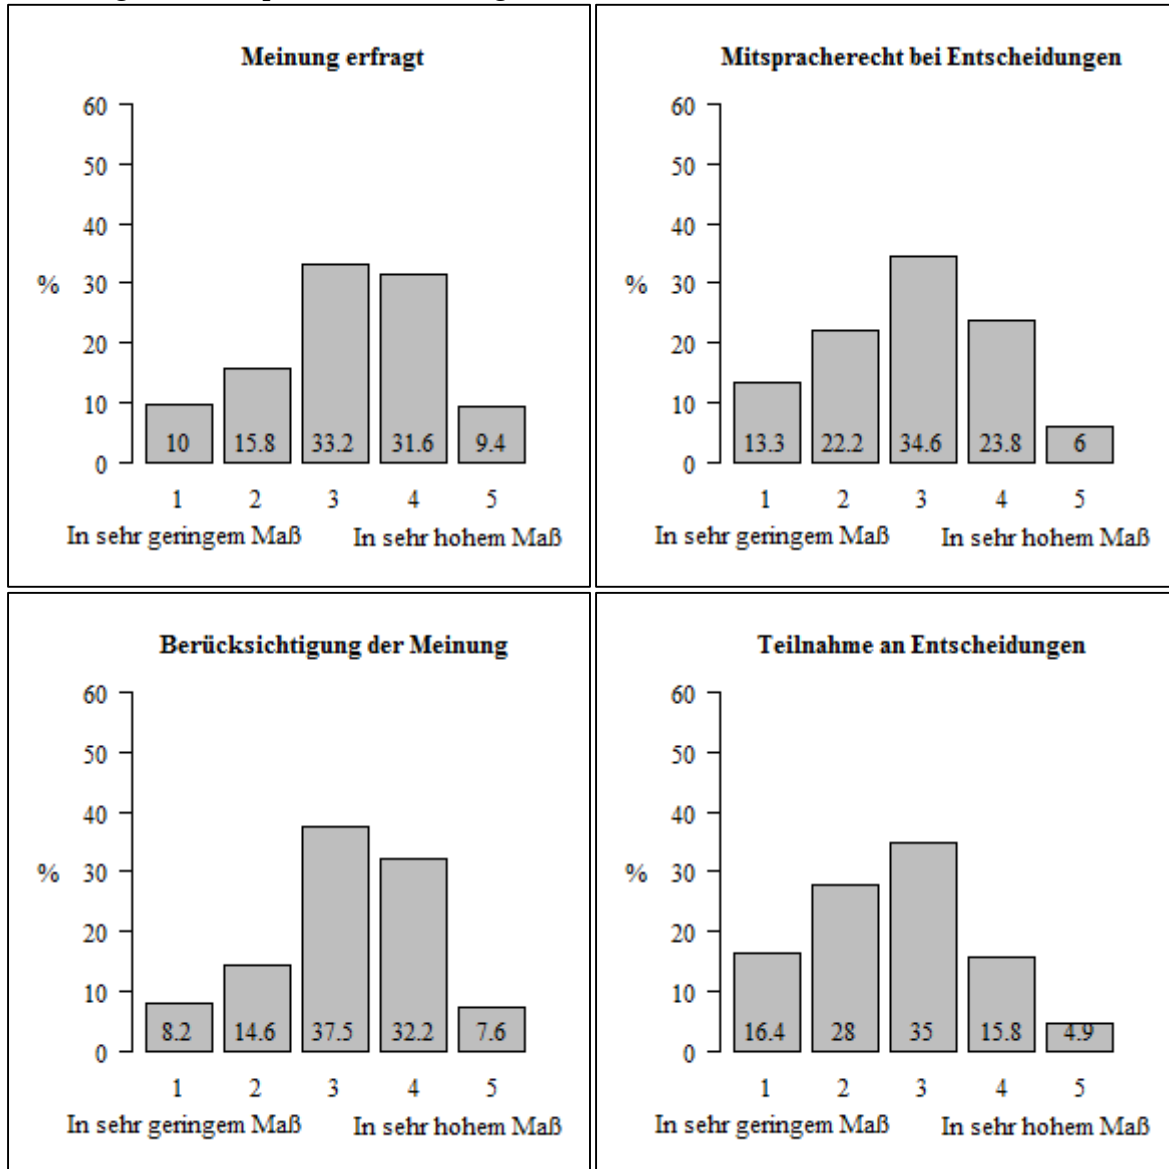 Meinung erfragt
60
50
40
% 30
20
10
0
10 15.8 33.2 31.6 9.4
1 2 3 4 5
In sehr geringem Maß In sehr hohem Maß
Mitspracherecht bei Entscheidungen
60
50
40
% 30
20
10
0
13.3 22.2 34.6 23.8 6
1 2 3 4 5
In sehr geringem Maß In sehr hohem Maß
Berücksichtigung der Meinung
60
50
40
% 30
20
10
0
8.2 14.6 37.5 32.2 7.6
1 2 3 4 5
In sehr geringem Maß In sehr hohem Maß
Teilnahme an Entscheidungen
60
50
40
% 30
20
10
0
16.4 28 35 15.8 4.9
1 2 3 4 5
In sehr geringem Maß In sehr hohem Maß